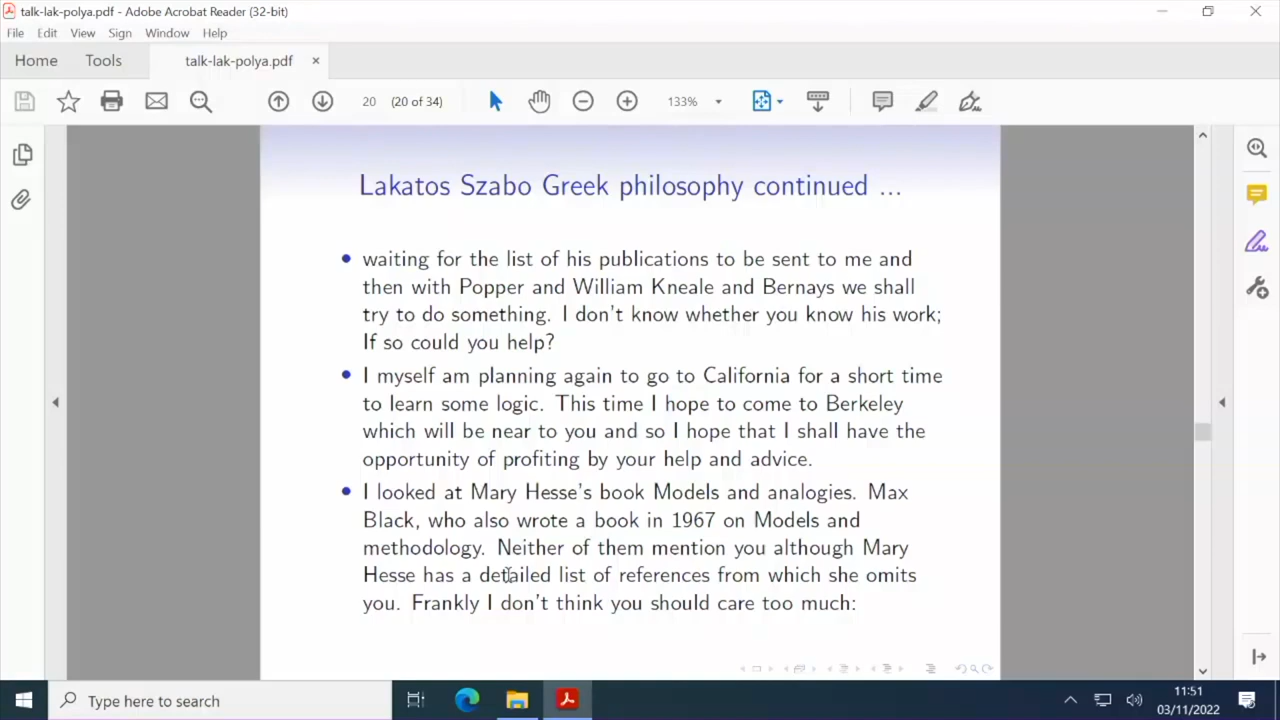 talk-lak-polya.pdf - Adobe Acrobat Reader (32-bit)
File Edit View Sign Window Help
Home Tools talk-lak-polya.pdf ×
20 (20 of 34) 133%
Lakatos Szabo Greek philosophy continued ...
• waiting for the list of his publications to be sent to me and
then with Popper and William Kneale and Bernays we shall
try to do something. I don't know whether you know his work;
If so could you help?
• I myself am planning again to go to California for a short time
to learn some logic. This time I hope to come to Berkeley
which will be near to you and so I hope that I shall have the
opportunity of profiting by your help and advice.
• I looked at Mary Hesse's book Models and analogies. Max
Black, who also wrote a book in 1967 on Models and
methodology. Neither of them mention you although Mary
Hesse has a detailed list of references from which she omits
you. Frankly I don't think you should care too much:
Type here to search
11:51
03/11/2022